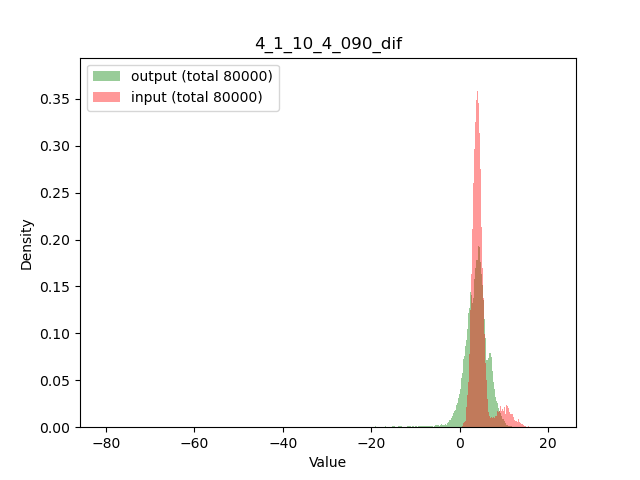 4_1_10_4_090_dif
output (total 80000)
input (total 80000)
0.35
0.30
0.25
0.20
0.15
0.10
0.05
0.00
Density
−80
−60
−40
−20
0
20
Value